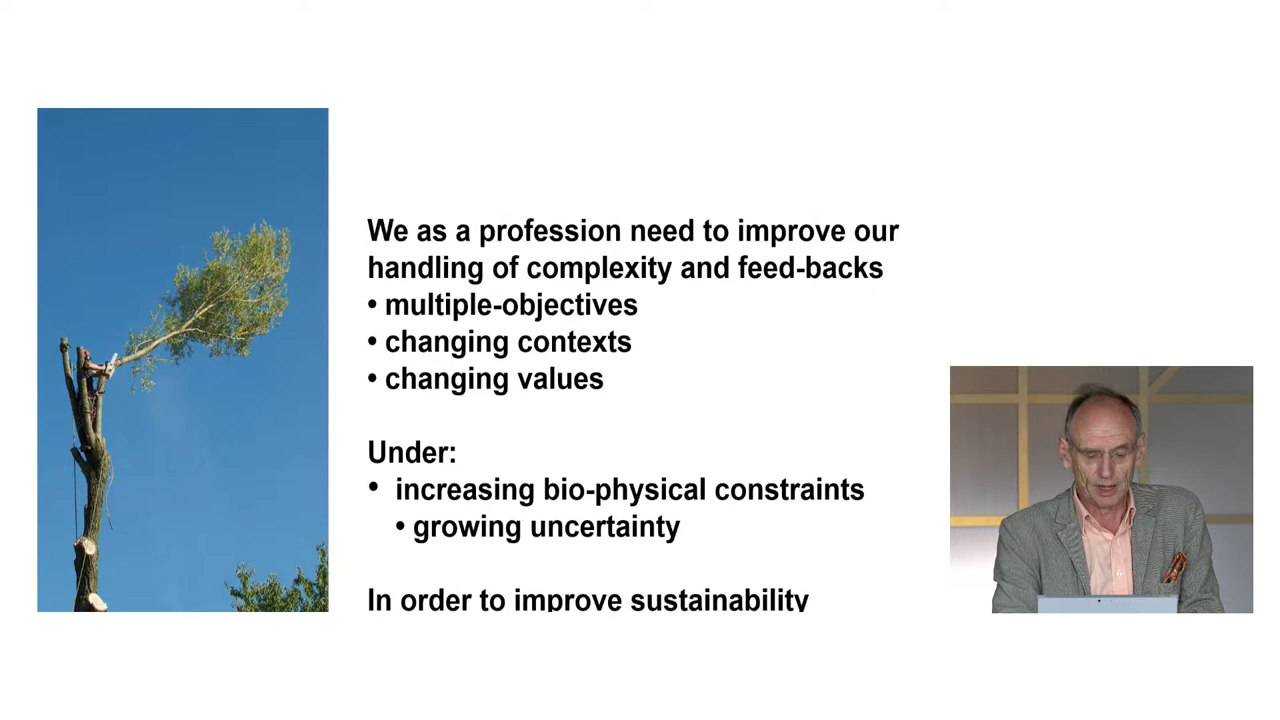 We as a profession need to improve our
handling of complexity and feed-backs
• multiple-objectives
• changing contexts
• changing values
Under:
• increasing bio-physical constraints
• growing uncertainty
In order to improve sustainability